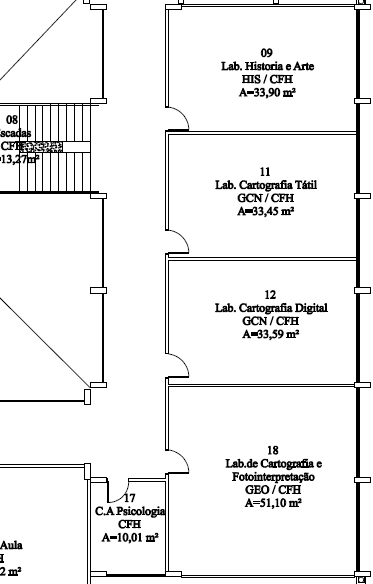 09
Lab. Historia e Arte
HIS / CFH
A=33,90 m²
08
scadas
CFH
=13,27m²
11
Lab. Cartografia Tátil
GCN / CFH
A=33,45 m²
12
Lab. Cartografia Digital
GCN / CFH
A=33,59 m²
18
Lab.de Cartografia e
Fotointerpretação
GEO / CFH
A=51,10 m²
17
C.A Psicologia
CFH
A=10,01 m²
Aula
H
2 m²